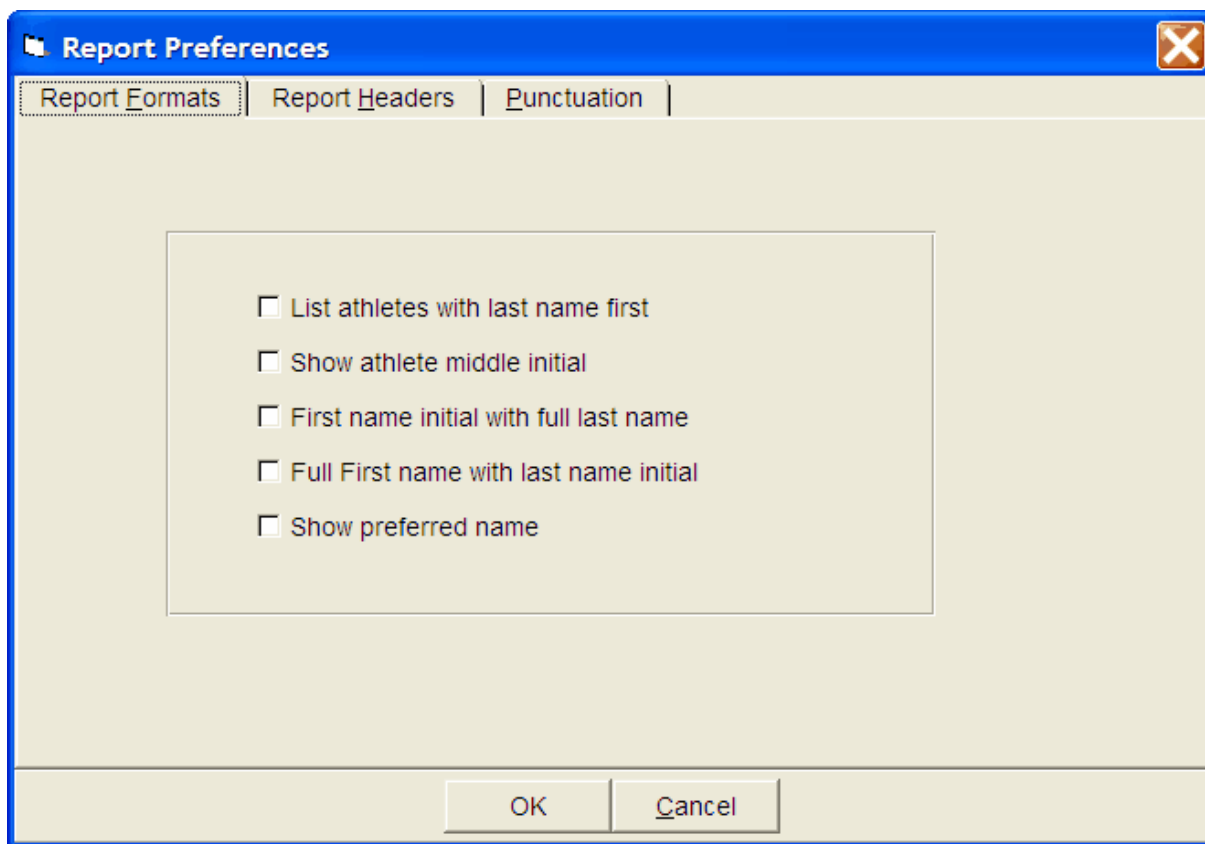 Report Preferences
Report Formats Report Headers Punctuation
List athletes with last name first
Show athlete middle initial
First name initial with full last name
Full First name with last name initial
Show preferred name
OK Cancel